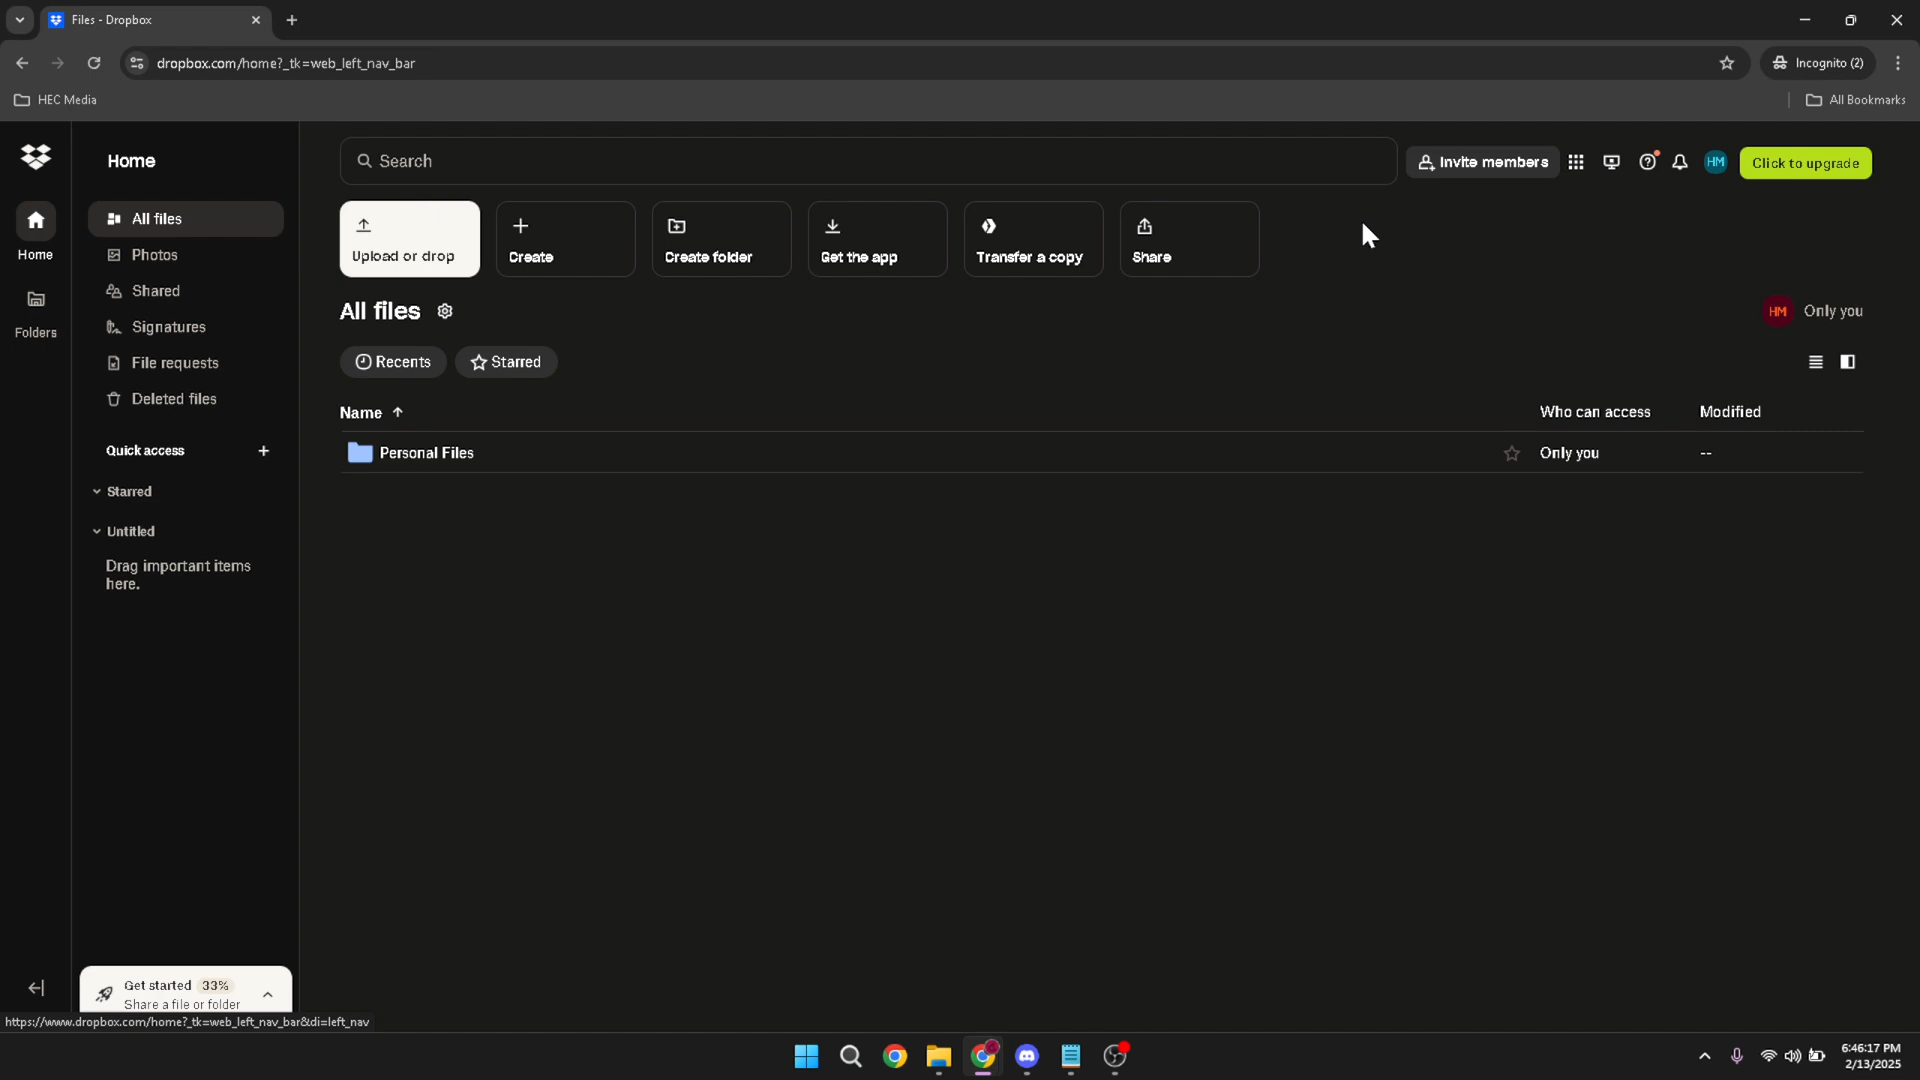 Files - Dropbox
dropbox.com/home?_tk=web_left_nav_bar
Incognito (2)
HEC Media
All Bookmarks
Home
Search
Invite members
HM
Click to upgrade
Home
Folders
All files
Photos
Shared
Signatures
File requests
Deleted files
Quick access
Starred
Untitled
Drag important items
here.
Upload or drop
Create
Create folder
Get the app
Transfer a copy
Share
All files
HM
Only you
Recents
Starred
Name
Who can access
Modified
Personal Files
Only you
--
Get started 33%
Share a file or folder
https://www.dropbox.com/home?_tk=web_left_nav_bar&di=left_nav
6:46:17 PM
2/13/2025